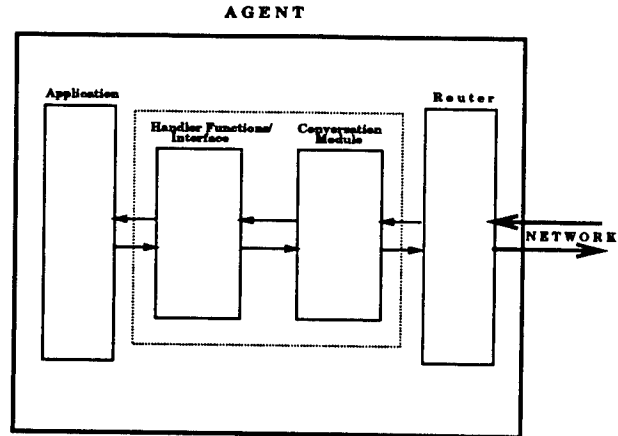 AGENT
Application
Router
Handler Functions/
Interface
Conversation
Module
NETWORK